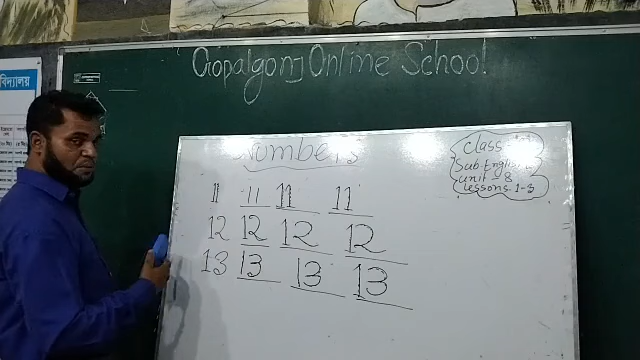 Gopalgonj Online School
বিদ্যালয়
Numbers
Class
Sub: English
Unit - 8
Lessons: 1-3
11 11 11 11
12 12 12 12
13 13 13 13